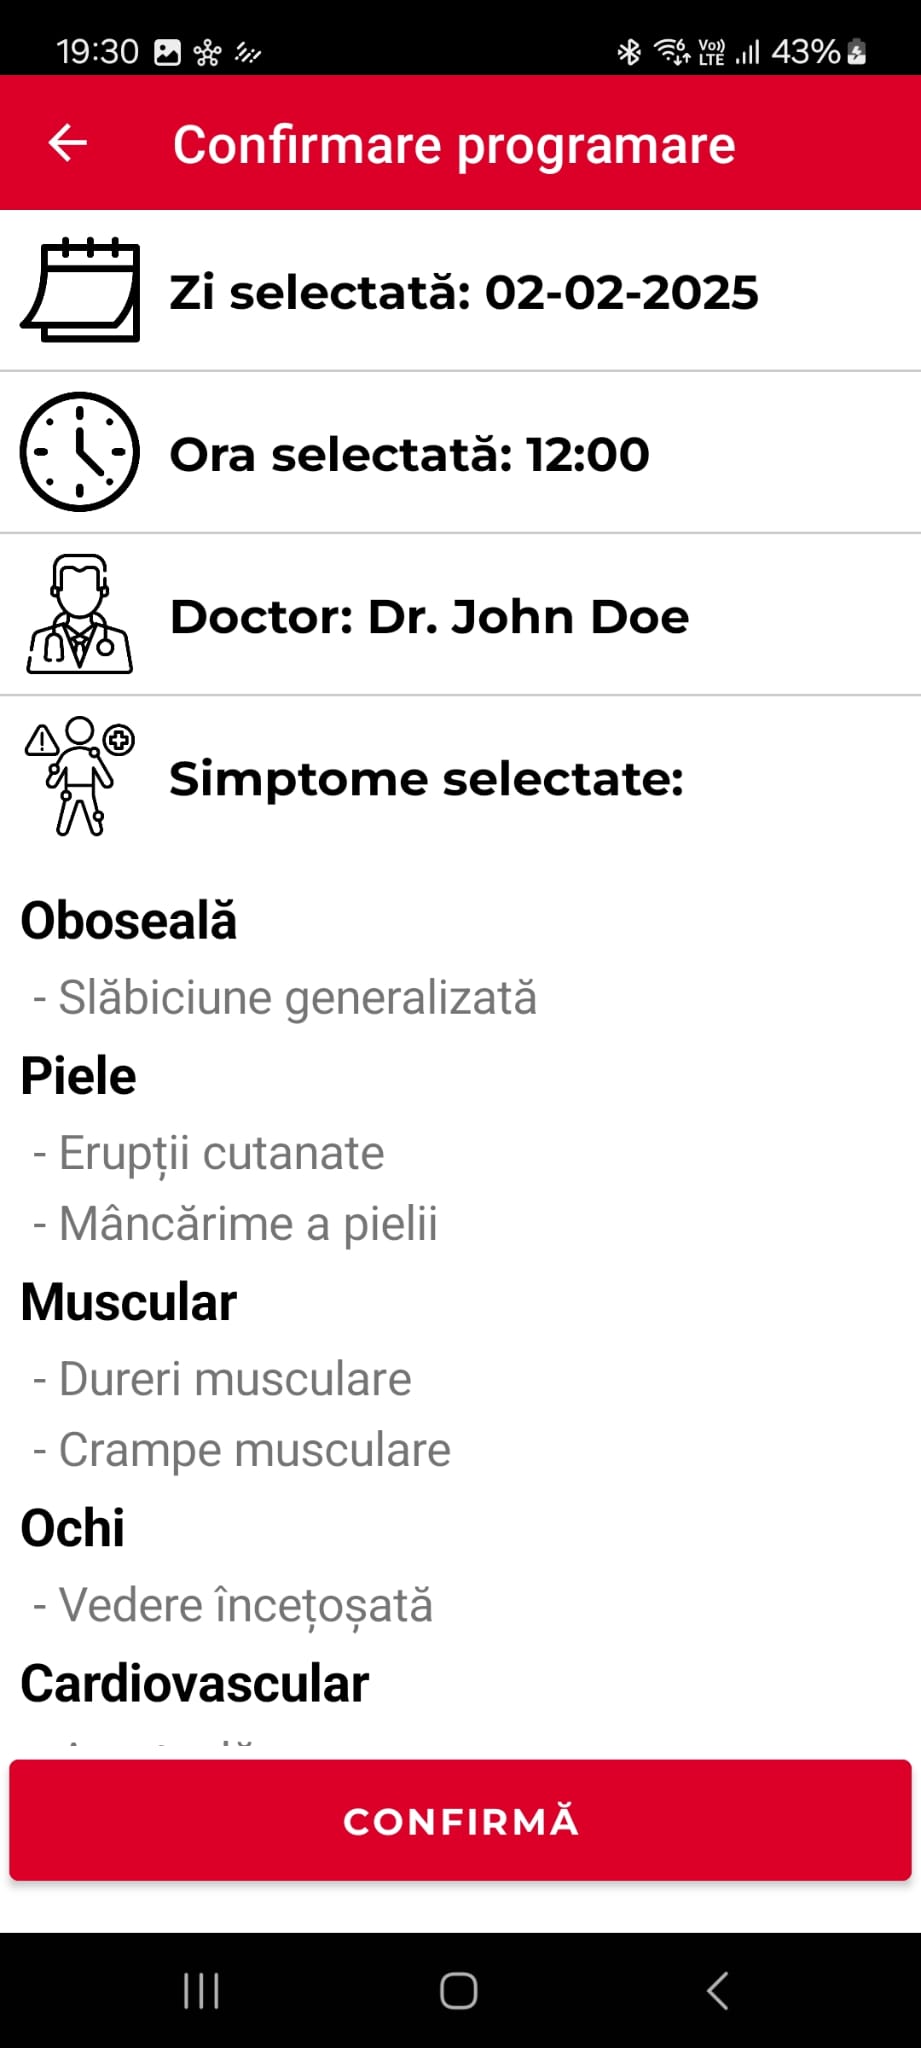 19:30
6
Vo))
LTE
43%
Confirmare programare
Zi selectată: 02-02-2025
Ora selectată: 12:00
Doctor: Dr. John Doe
Simptome selectate:
Oboseală
- Slăbiciune generalizată
Piele
- Erupții cutanate
- Mâncărime a pielii
Muscular
- Dureri musculare
- Crampe musculare
Ochi
- Vedere încețoșată
Cardiovascular
CONFIRMĂ